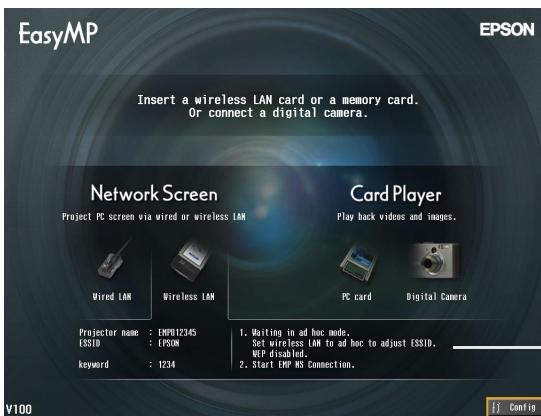 EasyMP
EPSON
Insert a wireless LAN card or a memory card.
Or connect a digital camera.
Network Screen
Project PC screen via wired or wireless LAN
Wired LAN
Wireless LAN
Card Player
Play back videos and images.
PC card
Digital Camera
Projector name : EMP012345
ESSID : EPSON
keyword : 1234
1. Waiting in ad hoc mode.
Set wireless LAN to ad hoc to adjust ESSID.
WEP disabled.
2. Start EMP NS Connection.
V100
Config